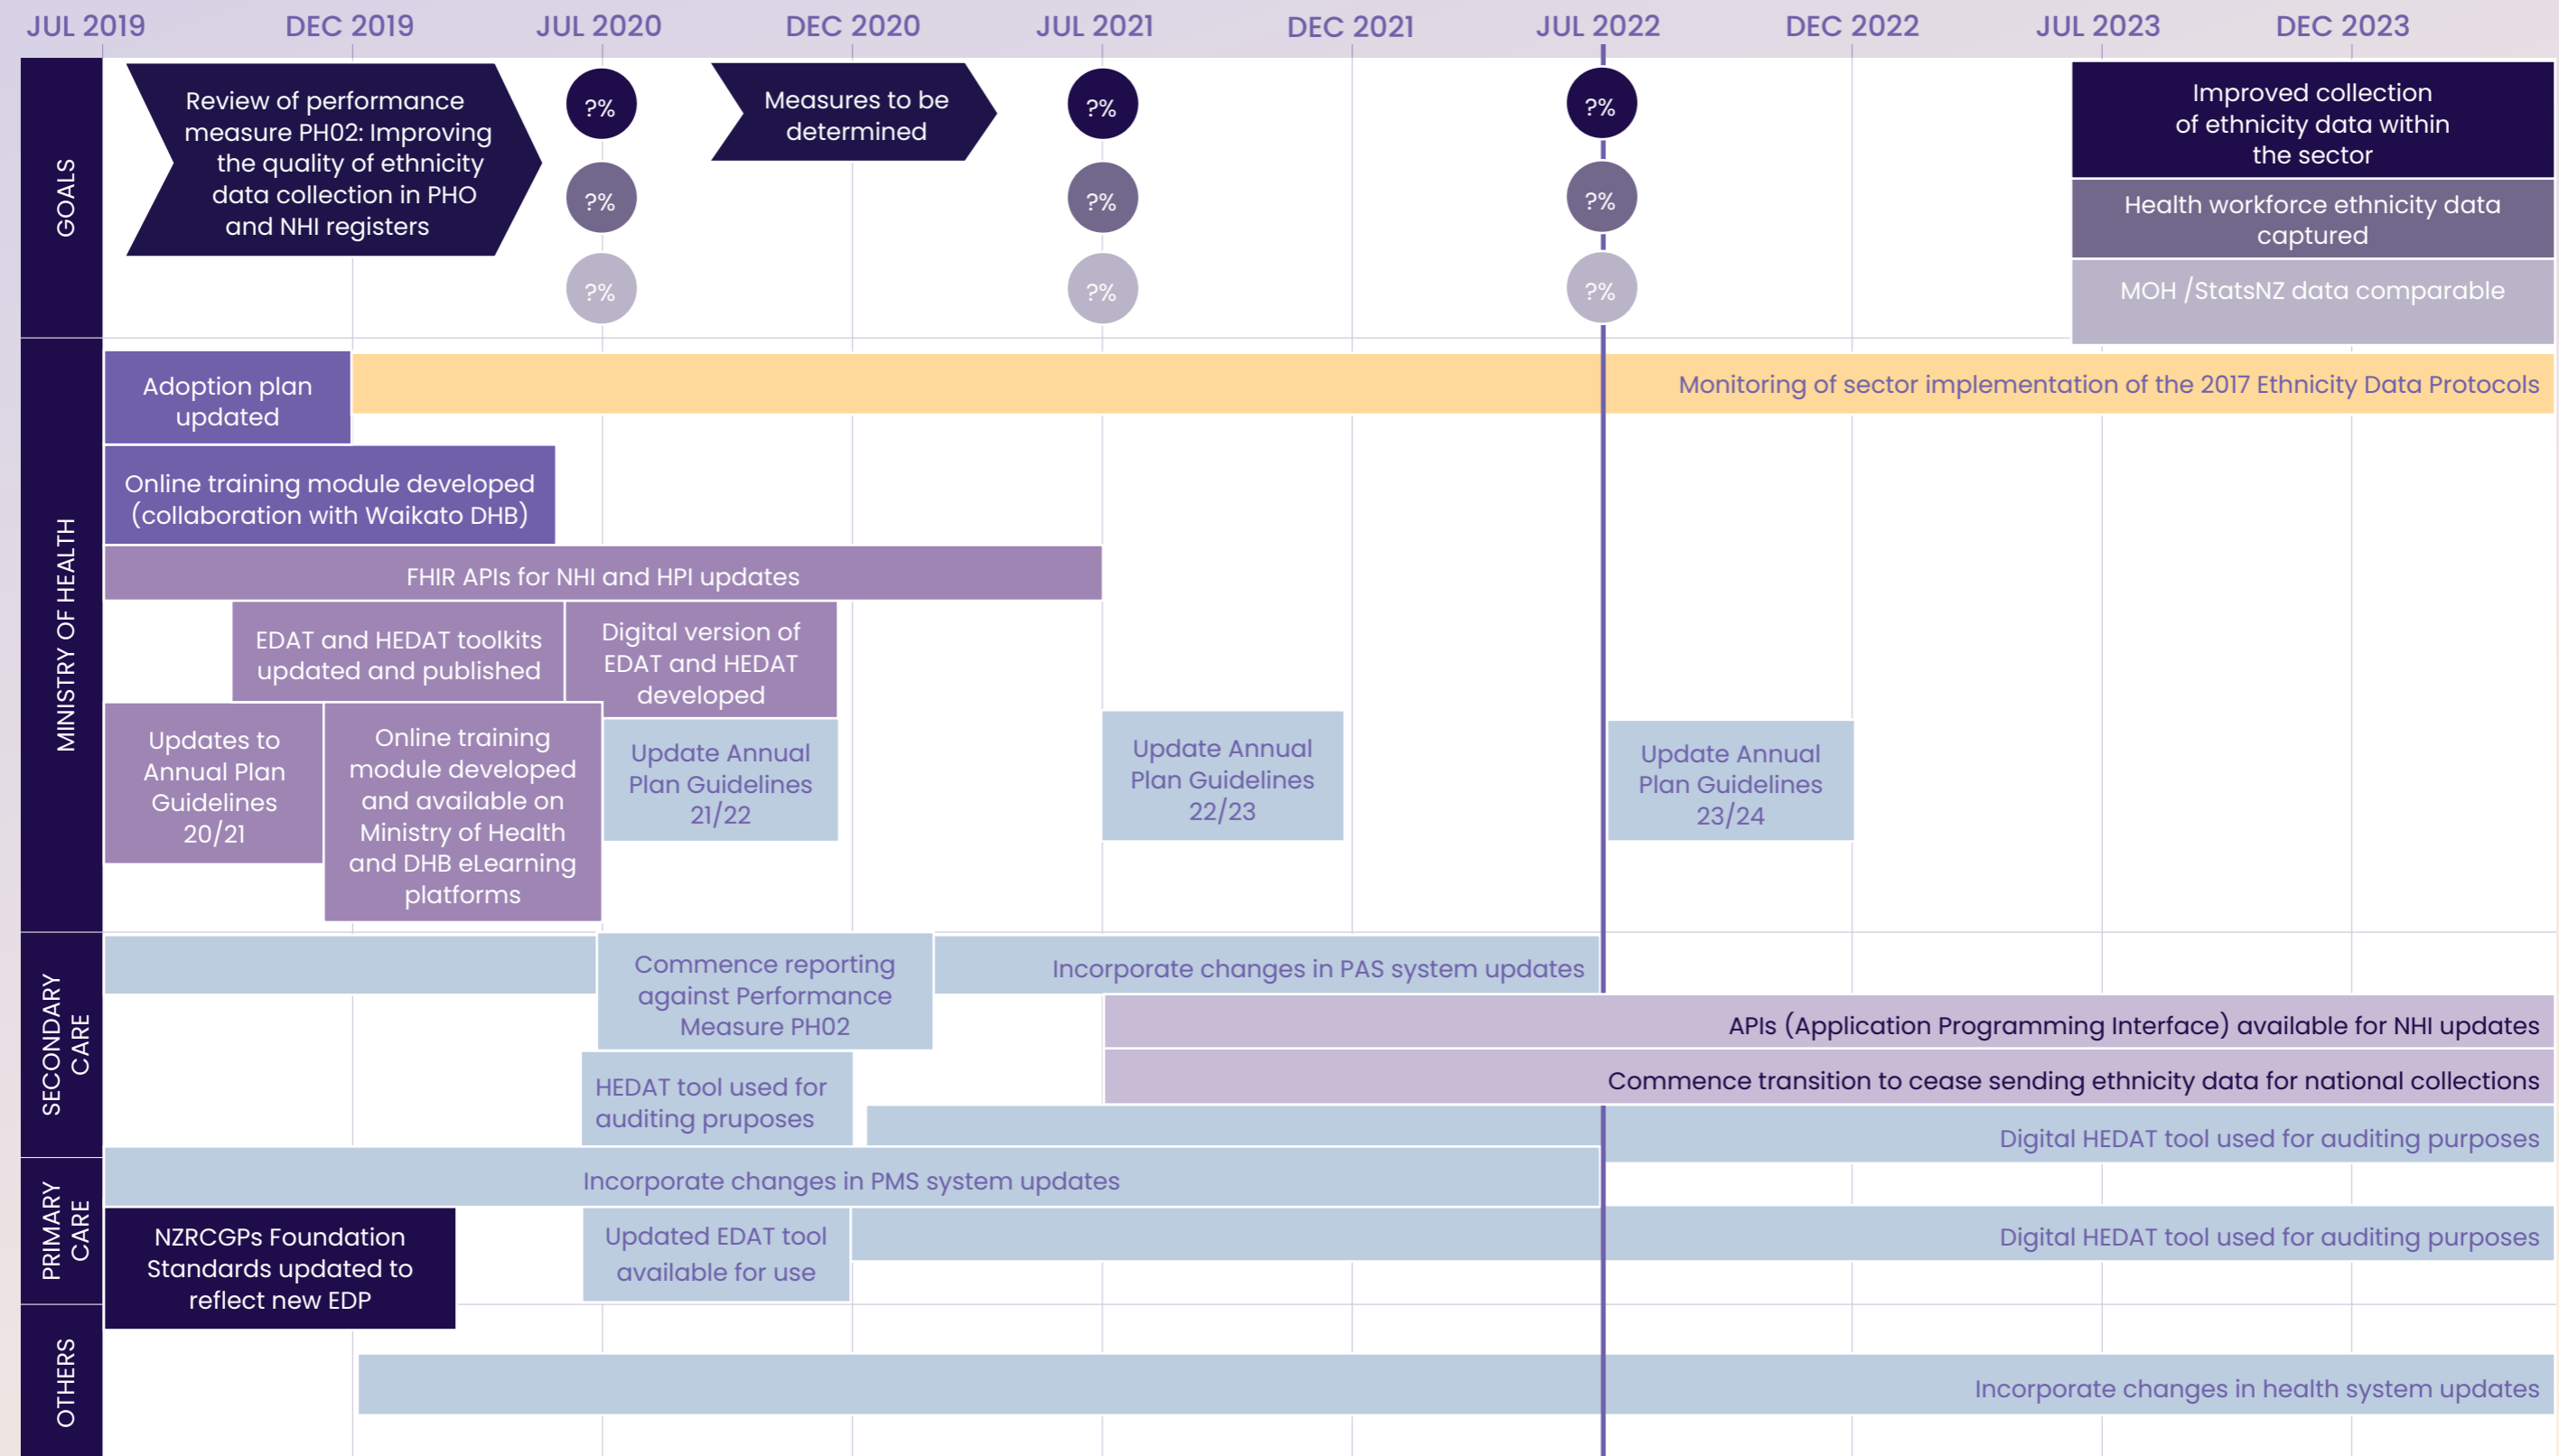 JUL 2019
DEC 2019
JUL 2020
DEC 2020
JUL 2021
DEC 2021
JUL 2022
DEC 2022
JUL 2023
DEC 2023
GOALS
Review of performance
measure PH02: Improving
the quality of ethnicity
data collection in PHO
and NHI registers
?%
?%
?%
Measures to be
determined
?%
?%
?%
?%
?%
?%
Improved collection
of ethnicity data within
the sector
Health workforce ethnicity data
captured
MOH /StatsNZ data comparable
MINISTRY OF HEALTH
Adoption plan
updated
Monitoring of sector implementation of the 2017 Ethnicity Data Protocols
Online training module developed
(collaboration with Waikato DHB)
FHIR APIs for NHI and HPI updates
EDAT and HEDAT toolkits
updated and published
Digital version of
EDAT and HEDAT
developed
Updates to
Annual Plan
Guidelines
20/21
Online training
module developed
and available on
Ministry of Health
and DHB eLearning
platforms
Update Annual
Plan Guidelines
21/22
Update Annual
Plan Guidelines
22/23
Update Annual
Plan Guidelines
23/24
SECONDARY
CARE
Commence reporting
against Performance
Measure PH02
Incorporate changes in PAS system updates
APIs (Application Programming Interface) available for NHI updates
Commence transition to cease sending ethnicity data for national collections
HEDAT tool used for
auditing pruposes
Digital HEDAT tool used for auditing purposes
PRIMARY
CARE
Incorporate changes in PMS system updates
NZRCGPs Foundation
Standards updated to
reflect new EDP
Updated EDAT tool
available for use
Digital HEDAT tool used for auditing purposes
OTHERS
Incorporate changes in health system updates